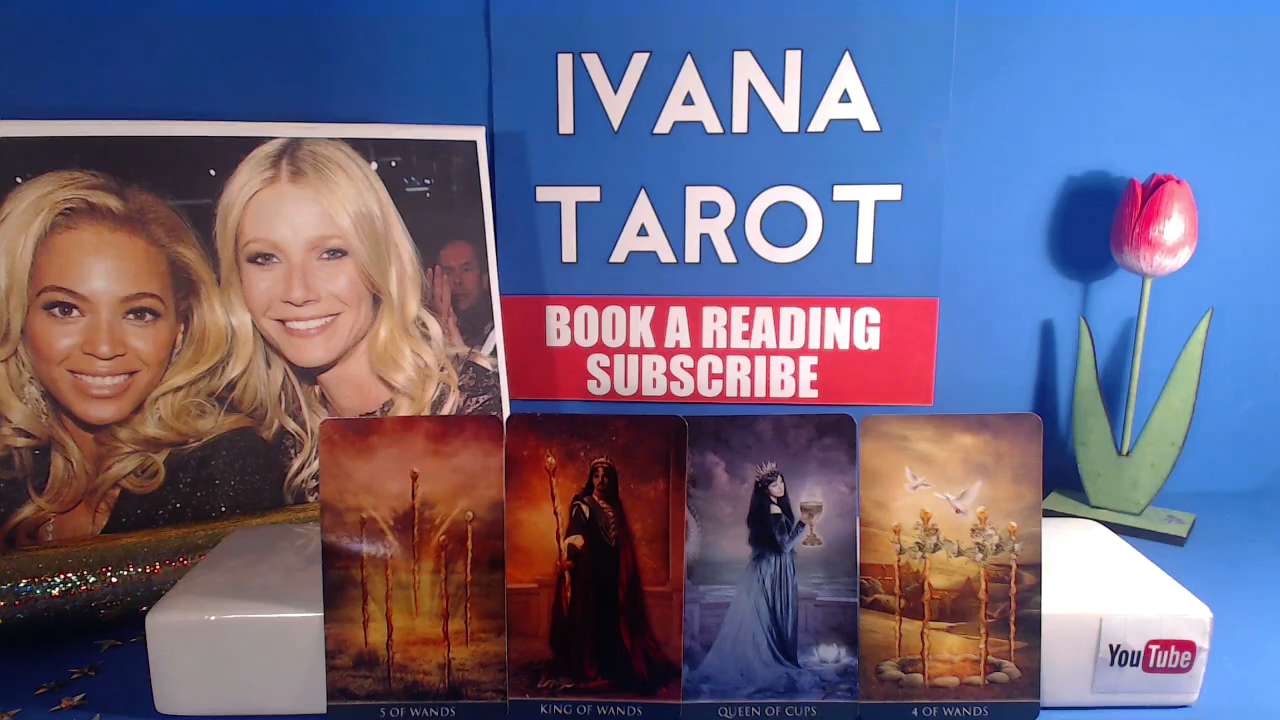 IVANA
TAROT
BOOK A READING
SUBSCRIBE
5 OF WANDS
KING OF WANDS
QUEEN OF CUPS
4 OF WANDS
YouTube